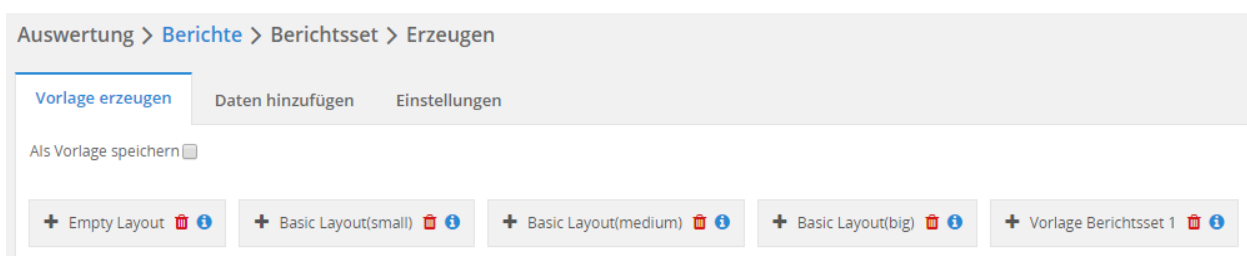 Auswertung > Berichte > Berichtsset > Erzeugen
Vorlage erzeugen Daten hinzufügen Einstellungen
Als Vorlage speichern
Empty Layout Basic Layout(small) Basic Layout(medium) Basic Layout(big) Vorlage Berichtsset 1